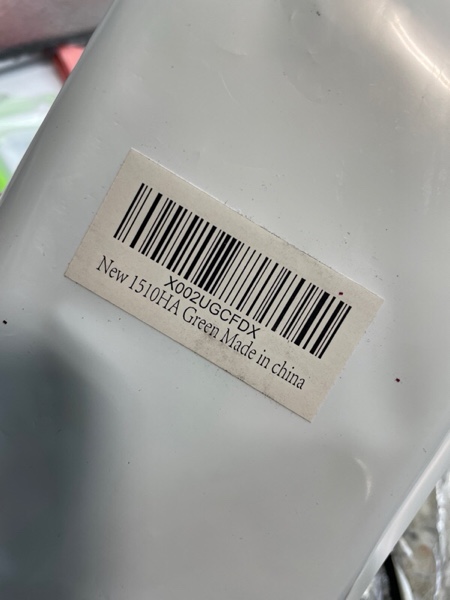 X002UGCFDX
New 1510HA Green Made in china